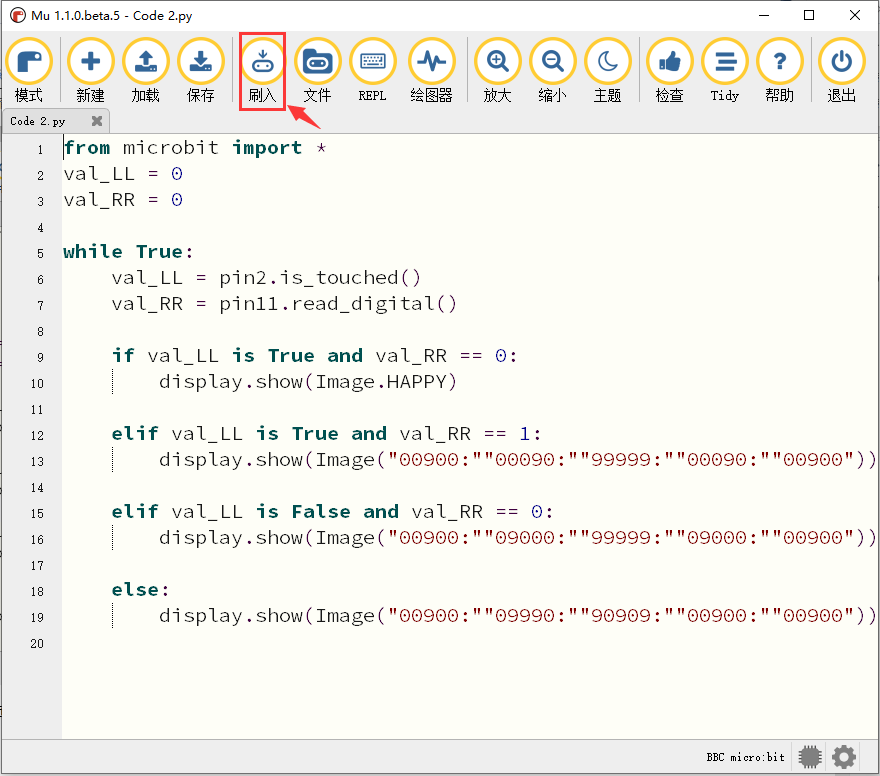 Mu 1.1.0.beta.5 - Code 2.py
模式 新建 加载 保存 刷入 文件 REPL 绘图器 放大 缩小 主题 检查 Tidy 帮助 退出
Code 2.py
1 from microbit import *
2 val_LL = 0
3 val_RR = 0
4
5 while True:
6     val_LL = pin2.is_touched()
7     val_RR = pin11.read_digital()
8
9     if val_LL is True and val_RR == 0:
10         display.show(Image.HAPPY)
11
12     elif val_LL is True and val_RR == 1:
13         display.show(Image("00900:""00090:""99999:""00090:""00900"))
14
15     elif val_LL is False and val_RR == 0:
16         display.show(Image("00900:""09000:""99999:""09000:""00900"))
17
18     else:
19         display.show(Image("00900:""09990:""90909:""00900:""00900"))
20
BBC micro:bit